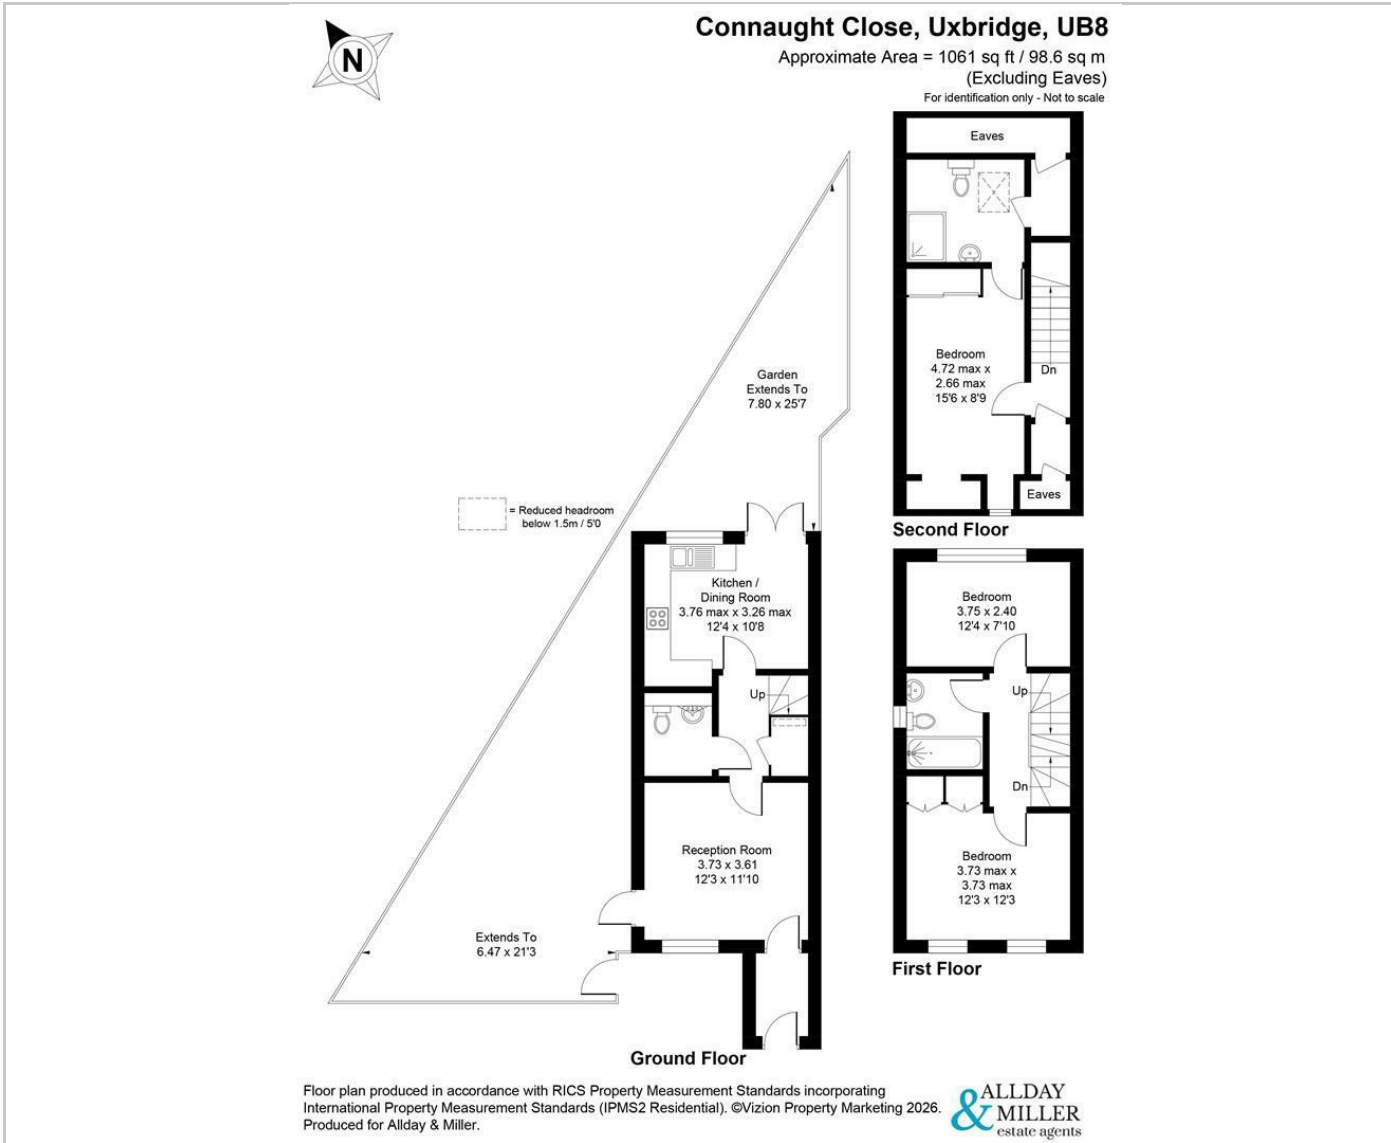 Connaught Close, Uxbridge, UB8
Approximate Area = 1061 sq ft / 98.6 sq m
(Excluding Eaves)
For identification only - Not to scale
N
Eaves
Bedroom
4.72 max x
2.66 max
15'6 x 8'9
Dn
Eaves
Second Floor
Garden
Extends To
7.80 x 25'7
= Reduced headroom
below 1.5m / 5'0
Kitchen /
Dining Room
3.76 max x 3.26 max
12'4 x 10'8
Up
Reception Room
3.73 x 3.61
12'3 x 11'10
Extends To
6.47 x 21'3
Ground Floor
Bedroom
3.75 x 2.40
12'4 x 7'10
Up
Dn
Bedroom
3.73 max x
3.73 max
12'3 x 12'3
First Floor
Floor plan produced in accordance with RICS Property Measurement Standards incorporating
International Property Measurement Standards (IPMS2 Residential). ©Vizion Property Marketing 2026.
Produced for Allday & Miller.
ALLDAY
& MILLER
estate agents